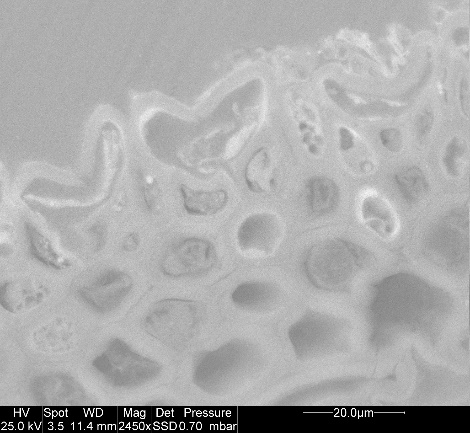 HV Spot WD Mag Det Pressure
25.0 kV 3.5 11.4 mm 2450x SSD 0.70 mbar 20.0µm